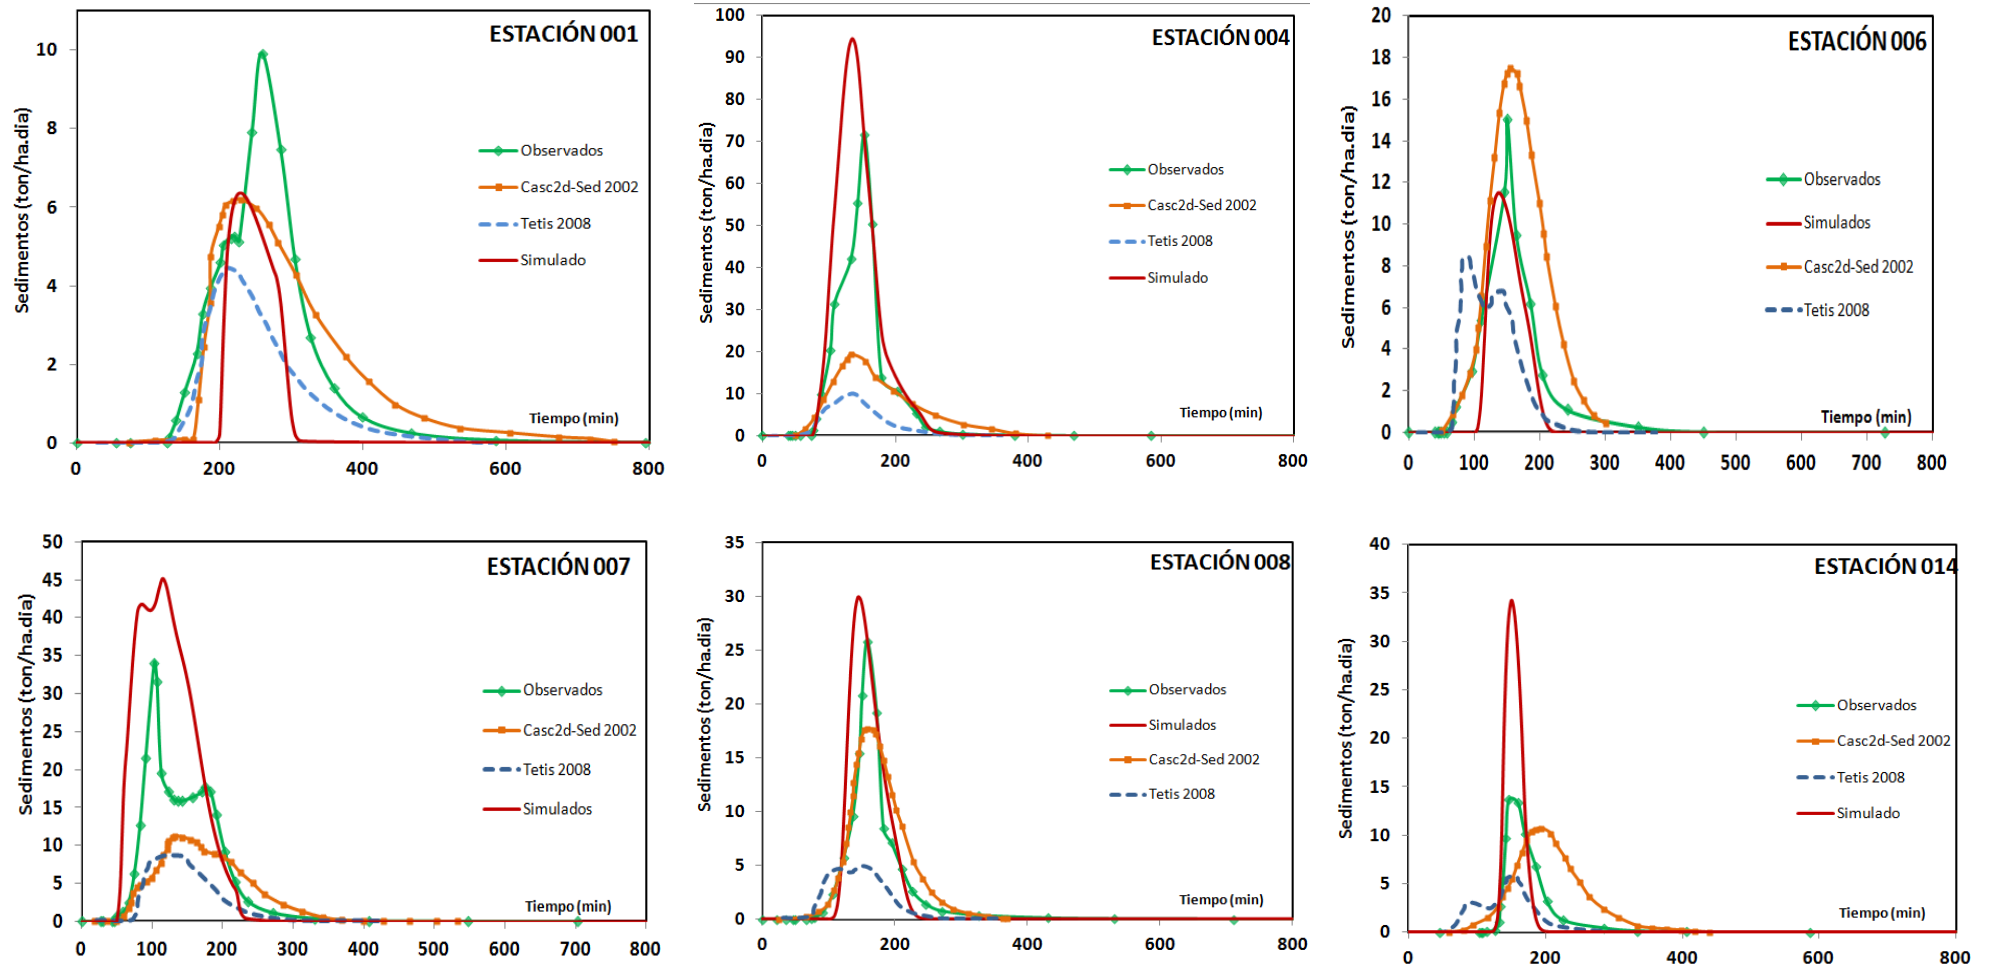 ESTACIÓN 001
Sedimentos (ton/ha.dia)
10
8
6
4
2
0
Observados
Casc2d-Sed 2002
Tetis 2008
Simulado
Tiempo (min)
0 200 400 600 800
ESTACIÓN 004
Sedimentos (ton/ha.dia)
100
90
80
70
60
50
40
30
20
10
0
Observados
Casc2d-Sed 2002
Tetis 2008
Simulado
Tiempo (min)
0 200 400 600 800
ESTACIÓN 006
Sedimentos (ton/ha.dia)
20
18
16
14
12
10
8
6
4
2
0
Observados
Simulados
Casc2d-Sed 2002
Tetis 2008
Tiempo (min)
0 100 200 300 400 500 600 700 800
ESTACIÓN 007
Sedimentos (ton/ha.dia)
50
45
40
35
30
25
20
15
10
5
0
Observados
Casc2d-Sed 2002
Tetis 2008
Simulados
Tiempo (min)
0 100 200 300 400 500 600 700 800
ESTACIÓN 008
Sedimentos (ton/ha.dia)
35
30
25
20
15
10
5
0
Observados
Simulados
Casc2d-Sed 2002
Tetis 2008
Tiempo (min)
0 200 400 600 800
ESTACIÓN 014
Sedimentos (ton/ha.dia)
40
35
30
25
20
15
10
5
0
Observados
Casc2d-Sed 2002
Tetis 2008
Simulado
Tiempo (min)
0 200 400 600 800